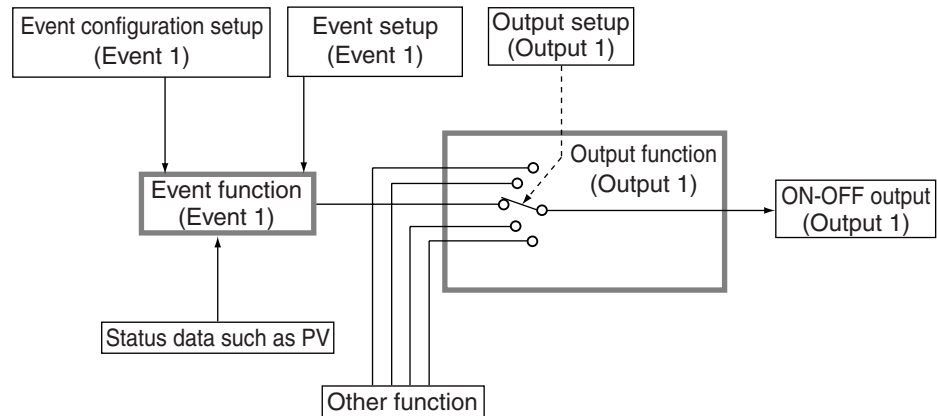 Event configuration setup
(Event 1)
Event setup
(Event 1)
Output setup
(Output 1)
Output function
(Output 1)
Event function
(Event 1)
ON-OFF output
(Output 1)
Status data such as PV
Other function